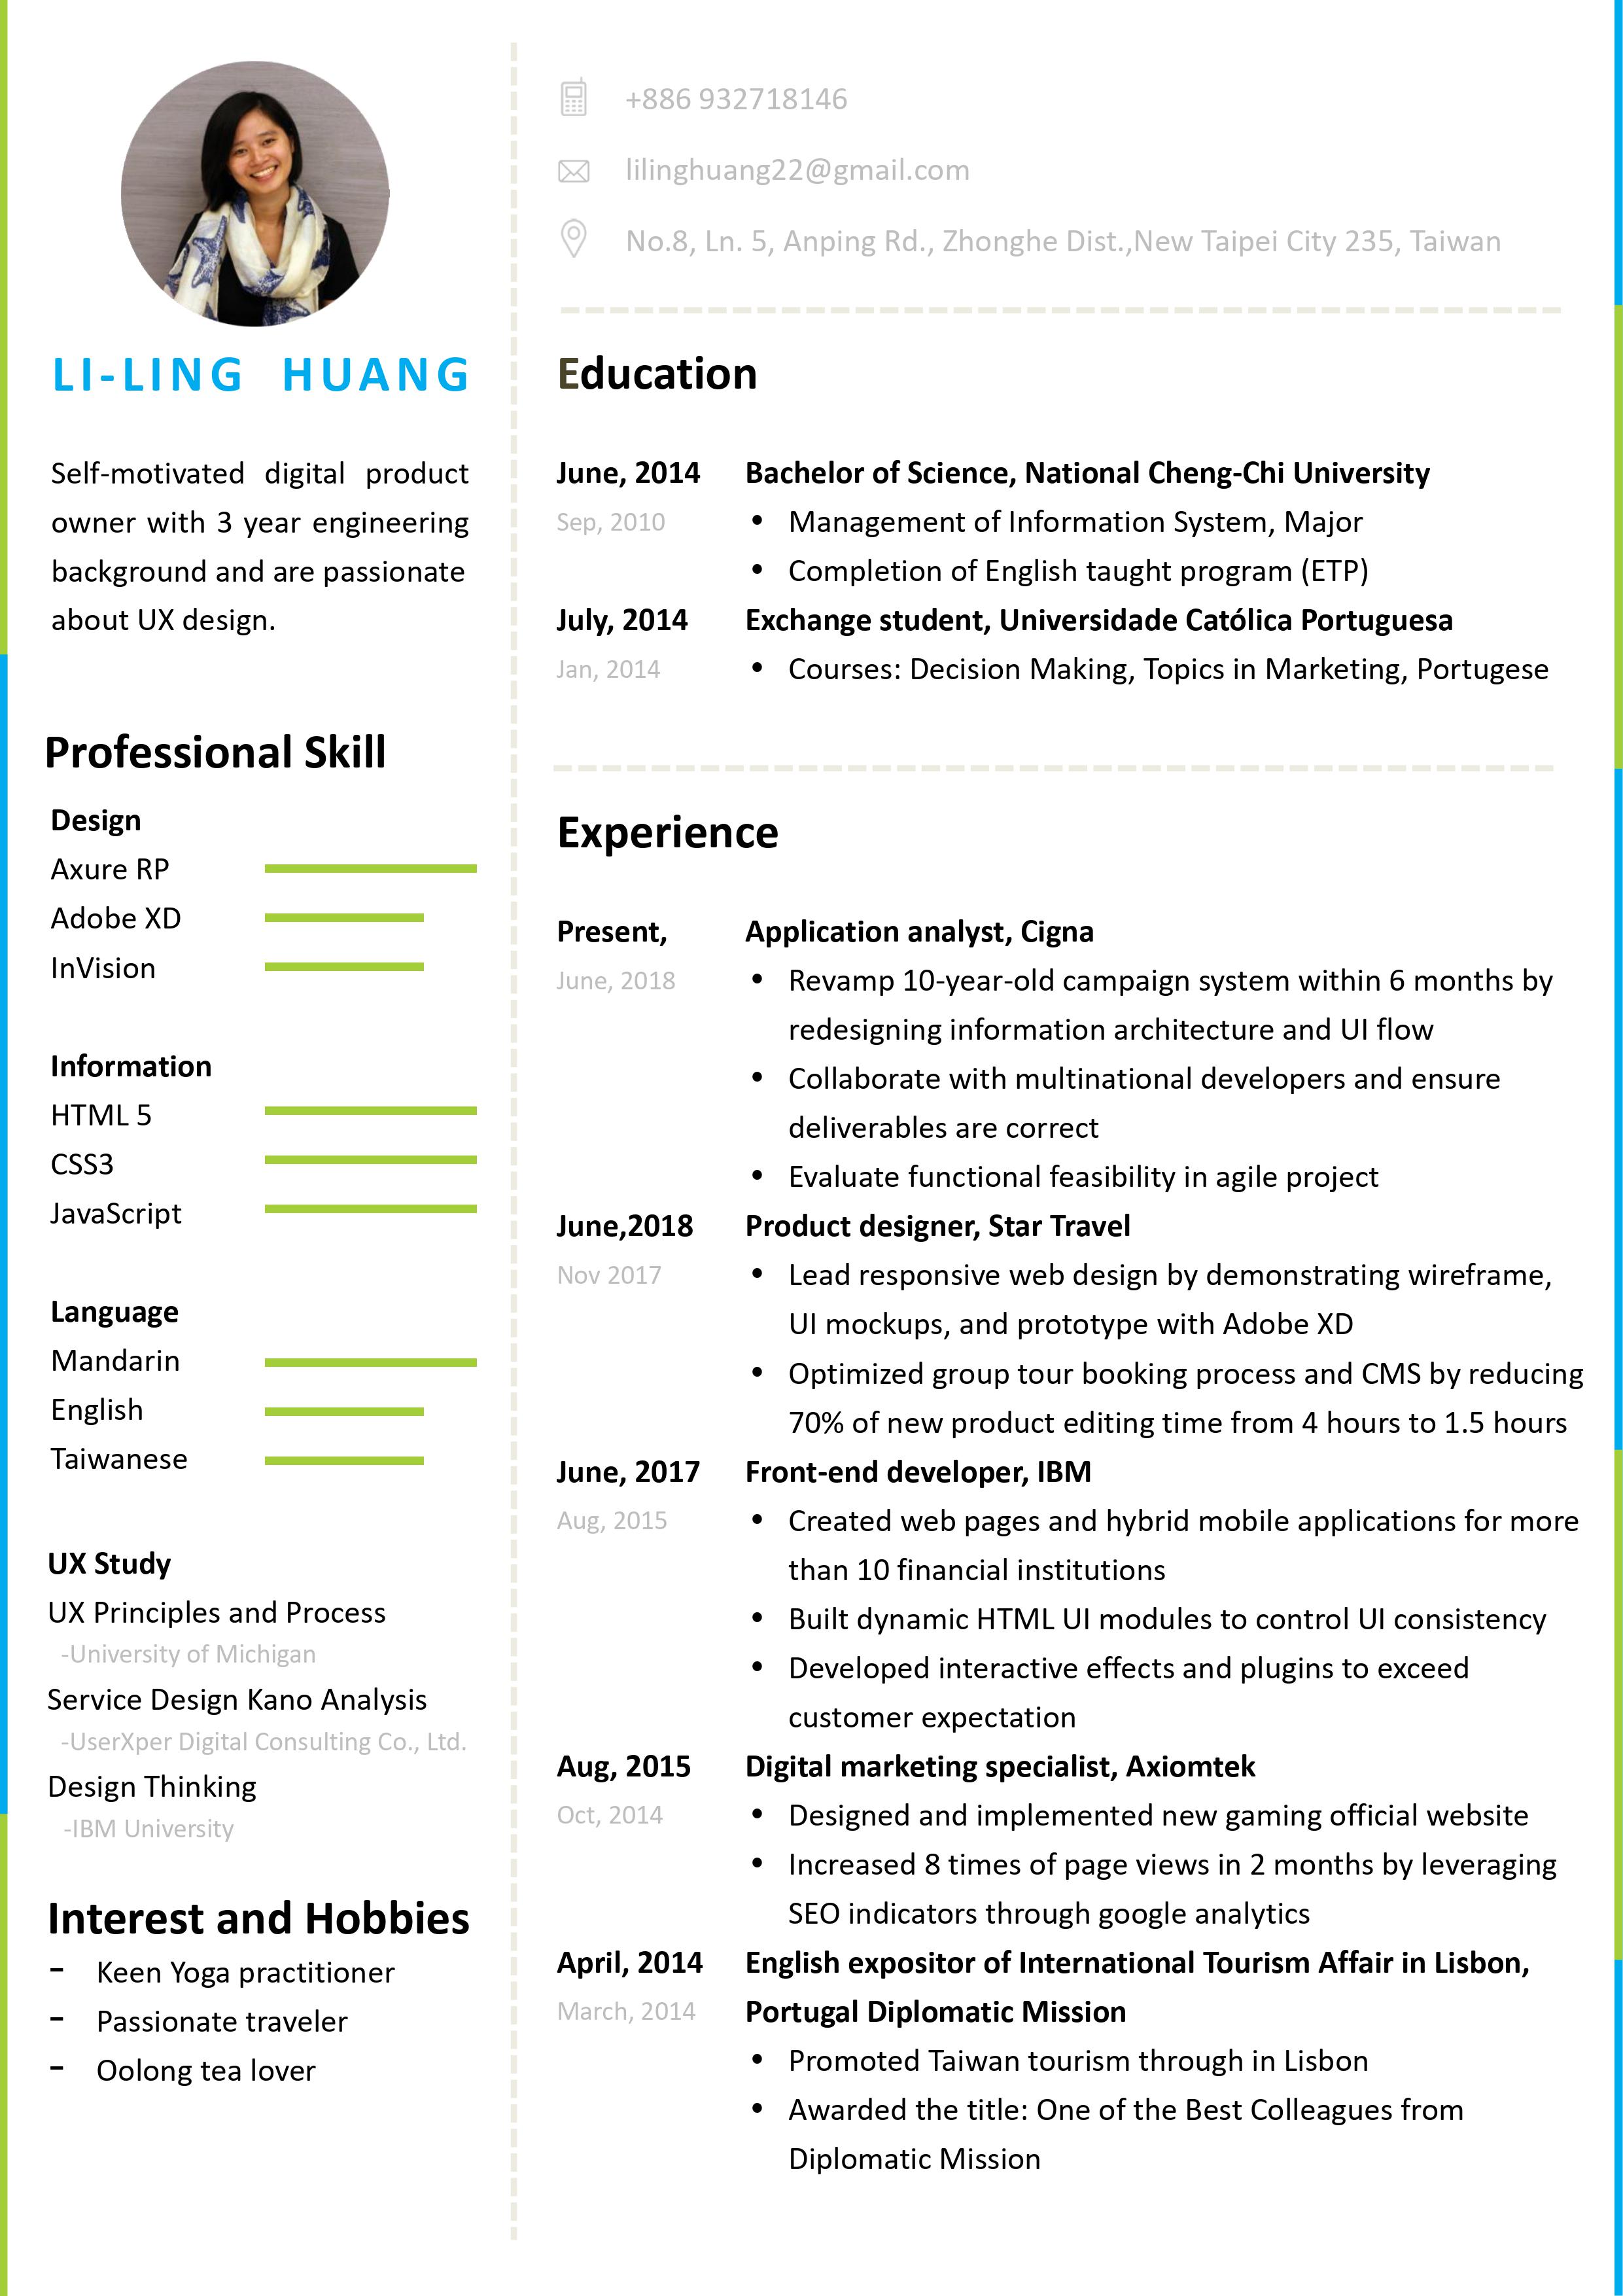 LI-LING HUANG
Self-motivated digital product
owner with 3 year engineering
background and are passionate
about UX design.
Professional Skill
Design
Axure RP
Adobe XD
InVision
Information
HTML 5
CSS3
JavaScript
Language
Mandarin
English
Taiwanese
UX Study
UX Principles and Process
-University of Michigan
Service Design Kano Analysis
-UserXper Digital Consulting Co., Ltd.
Design Thinking
-IBM University
Interest and Hobbies
- Keen Yoga practitioner
- Passionate traveler
- Oolong tea lover
+886 932718146
lilinghuang22@gmail.com
No.8, Ln. 5, Anping Rd., Zhonghe Dist.,New Taipei City 235, Taiwan
Education
June, 2014 Bachelor of Science, National Cheng-Chi University
Sep, 2010 • Management of Information System, Major
• Completion of English taught program (ETP)
July, 2014 Exchange student, Universidade Católica Portuguesa
Jan, 2014 • Courses: Decision Making, Topics in Marketing, Portugese
Experience
Present, Application analyst, Cigna
June, 2018 • Revamp 10-year-old campaign system within 6 months by
redesigning information architecture and UI flow
• Collaborate with multinational developers and ensure
deliverables are correct
• Evaluate functional feasibility in agile project
June,2018 Product designer, Star Travel
Nov 2017 • Lead responsive web design by demonstrating wireframe,
UI mockups, and prototype with Adobe XD
• Optimized group tour booking process and CMS by reducing
70% of new product editing time from 4 hours to 1.5 hours
June, 2017 Front-end developer, IBM
Aug, 2015 • Created web pages and hybrid mobile applications for more
than 10 financial institutions
• Built dynamic HTML UI modules to control UI consistency
• Developed interactive effects and plugins to exceed
customer expectation
Aug, 2015 Digital marketing specialist, Axiomtek
Oct, 2014 • Designed and implemented new gaming official website
• Increased 8 times of page views in 2 months by leveraging
SEO indicators through google analytics
April, 2014 English expositor of International Tourism Affair in Lisbon,
March, 2014 Portugal Diplomatic Mission
• Promoted Taiwan tourism through in Lisbon
• Awarded the title: One of the Best Colleagues from
Diplomatic Mission